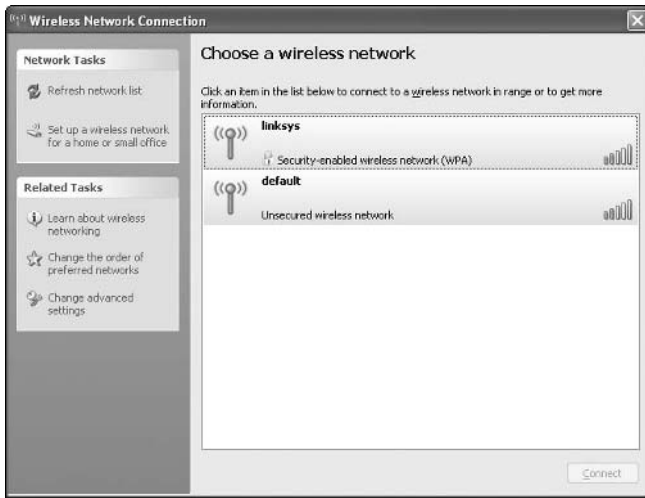 Wireless Network Connection
Network Tasks
Refresh network list
Set up a wireless network
for a home or small office
Related Tasks
Learn about wireless
networking
Change the order of
preferred networks
Change advanced
settings
Choose a wireless network
Click an item in the list below to connect to a wireless network in range or to get more
information.
linksys
Security-enabled wireless network (WPA)
default
Unsecured wireless network
Connect